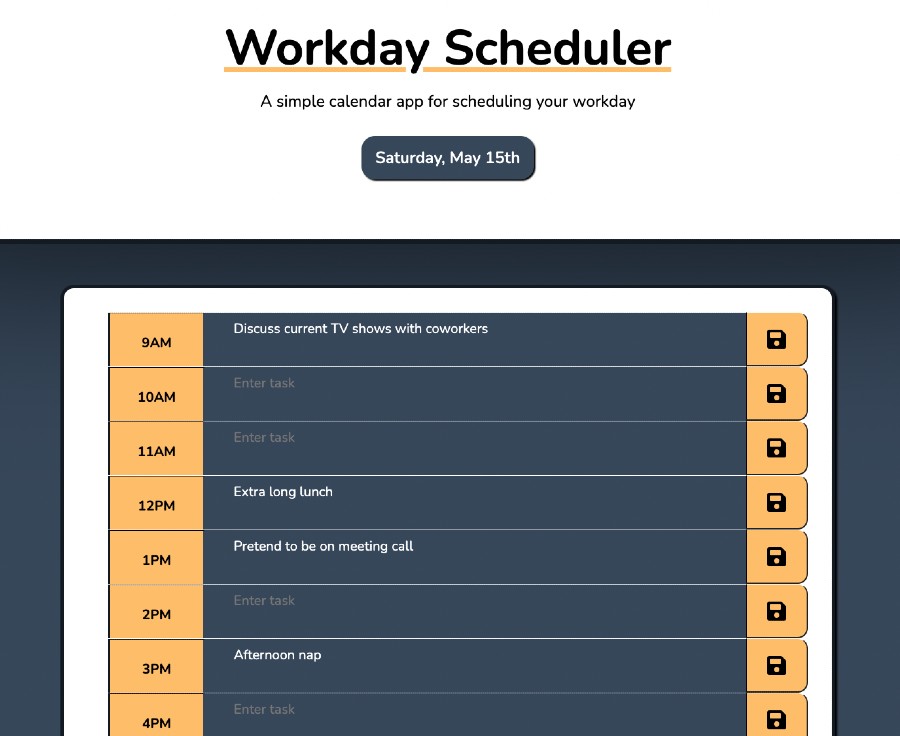 Workday Scheduler
A simple calendar app for scheduling your workday
Saturday, May 15th
9AM Discuss current TV shows with coworkers
10AM Enter task
11AM Enter task
12PM Extra long lunch
1PM Pretend to be on meeting call
2PM Enter task
3PM Afternoon nap
4PM Enter task